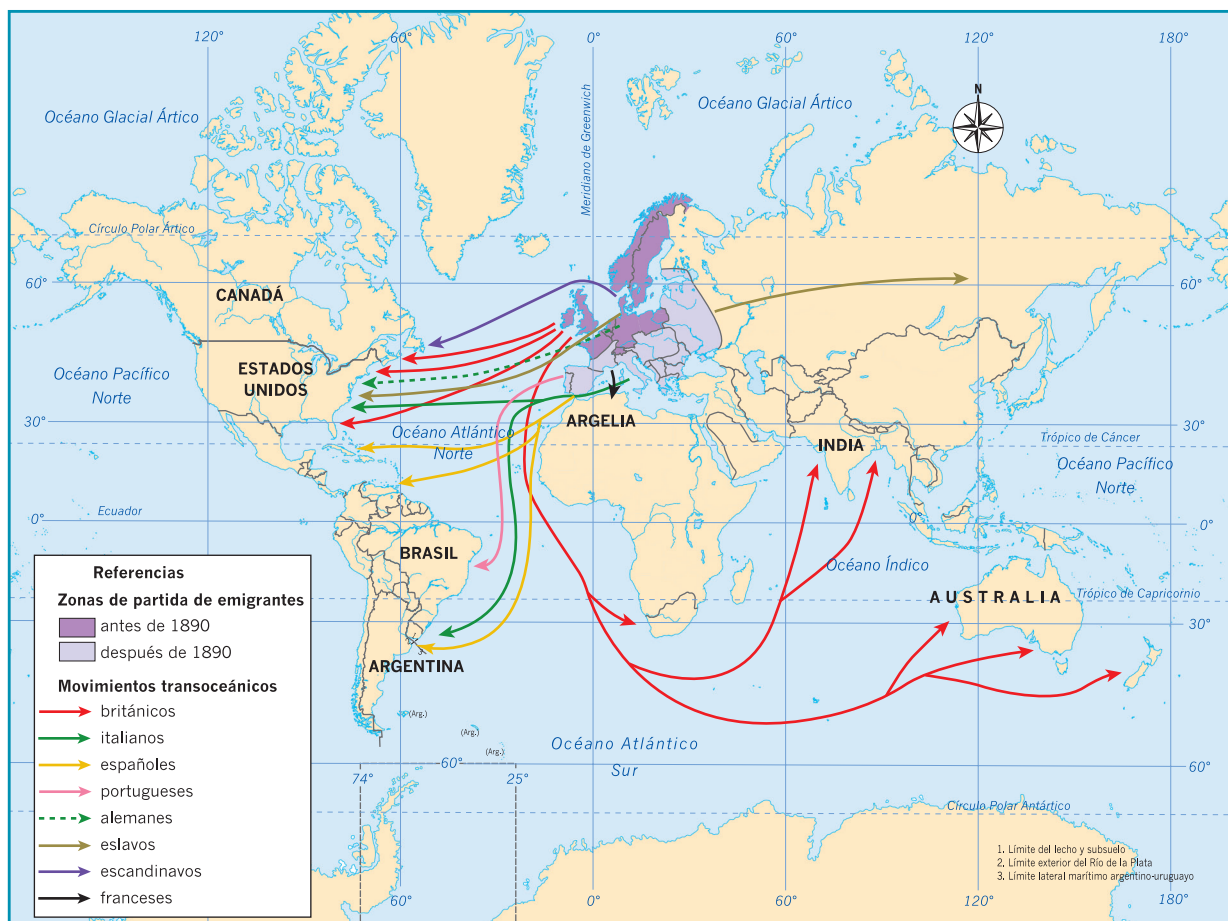 120°
60°
0°
60°
120°
180°
Océano Glacial Ártico
Océano Glacial Ártico
N
Meridiano de Greenwich
Círculo Polar Ártico
60°
60°
CANADÁ
ESTADOS
UNIDOS
Océano Pacífico
Norte
30°
30°
Océano Atlántico
Norte
ARGELIA
INDIA
Trópico de Cáncer
Océano Pacífico
Norte
Ecuador
0°
0°
0°
BRASIL
Océano Índico
AUSTRALIA
Trópico de Capricornio
30°
30°
3
ARGENTINA
(Arg.)
(Arg.)
(Arg.)
Océano Atlántico
Sur
60°
60°
74°
25°
Círculo Polar Antártico
60°
0°
60°
120°
180°
Referencias
Zonas de partida de emigrantes
antes de 1890
después de 1890
Movimientos transoceánicos
británicos
italianos
españoles
portugueses
alemanes
eslavos
escandinavos
franceses
1. Límite del lecho y subsuelo
2, Límite exterior del Río de la Plata
3. Límite lateral marítimo argentino-uruguayo